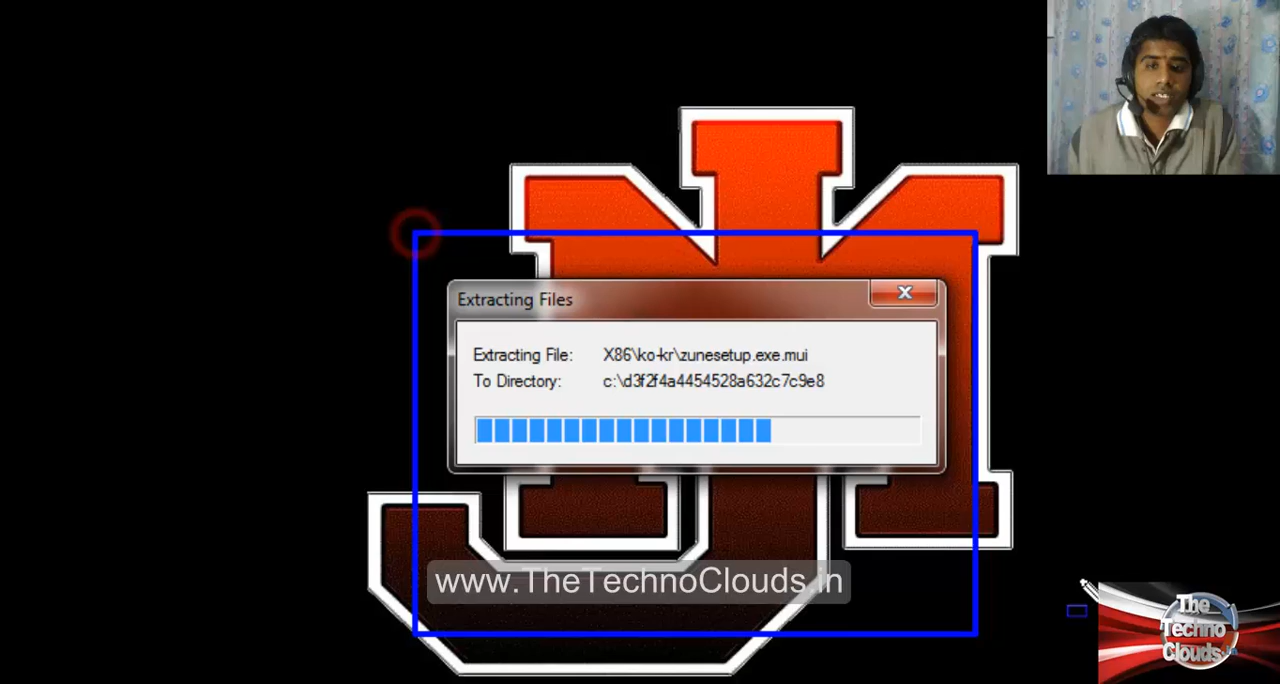 Extracting Files
Extracting File: X86\ko-kr\zunesetup.exe.mui
To Directory: c:\d3f2f4a4454528a632c7c9e8
www.TheTechnoClouds.in
The
Techno
Clouds.in